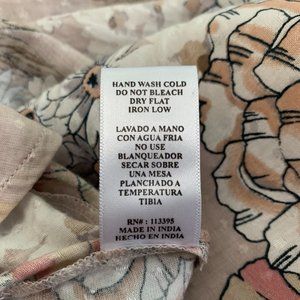 HAND WASH COLD
DO NOT BLEACH
DRY FLAT
IRON LOW
LAVADO A MANO
CON AGUA FRIA
NO USE
BLANQUEADOR
SECAR SOBRE
UNA MESA
PLANCHADO A
TEMPERATURA
TIBIA
RN# : 113395
MADE IN INDIA
HECHO EN INDIA